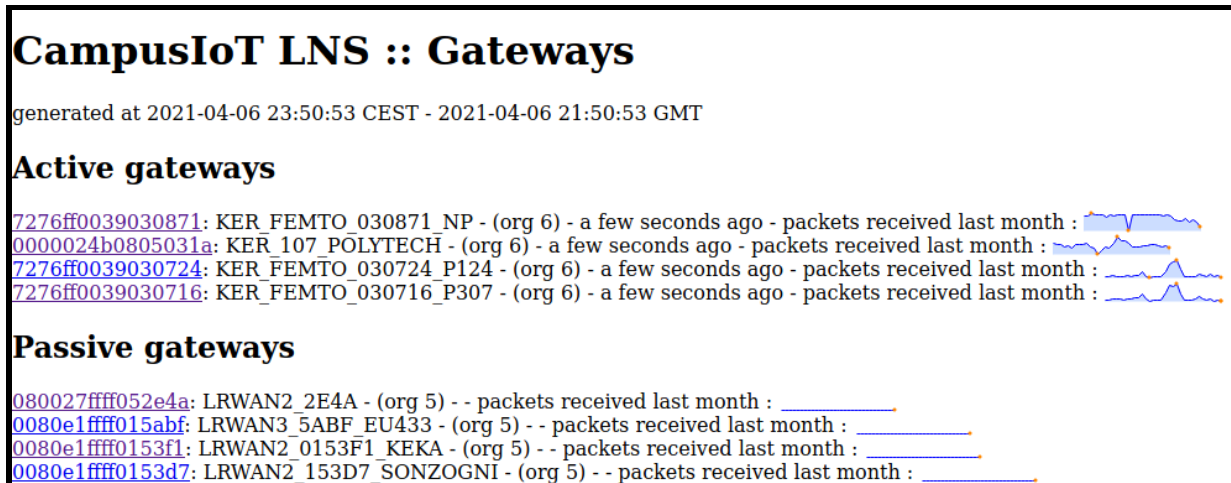 CampusIoT LNS :: Gateways
generated at 2021-04-06 23:50:53 CEST - 2021-04-06 21:50:53 GMT
Active gateways
7276ff0039030871: KER_FEMTO_030871_NP - (org 6) - a few seconds ago - packets received last month :
0000024b0805031a: KER_107_POLYTECH - (org 6) - a few seconds ago - packets received last month :
7276ff0039030724: KER_FEMTO_030724_P124 - (org 6) - a few seconds ago - packets received last month :
7276ff0039030716: KER_FEMTO_030716_P307 - (org 6) - a few seconds ago - packets received last month :
Passive gateways
080027ffff052e4a: LRWAN2_2E4A - (org 5) - - packets received last month :
0080e1ffff015abf: LRWAN3_5ABF_EU433 - (org 5) - - packets received last month :
0080e1ffff0153f1: LRWAN2_0153F1_KEKA - (org 5) - - packets received last month :
0080e1ffff0153d7: LRWAN2_153D7_SONZOGNI - (org 5) - - packets received last month :